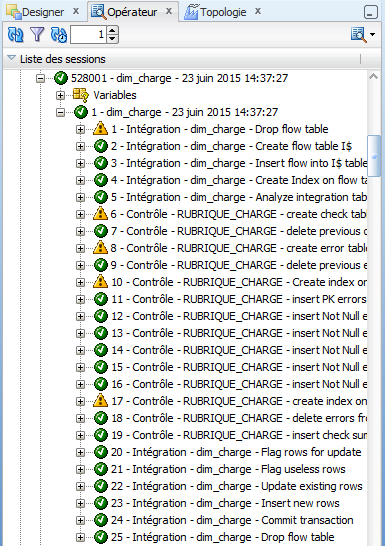 Designer x Opérateur x Topologie x
1
Liste des sessions
528001 - dim_charge - 23 juin 2015 14:37:27
Variables
1 - dim_charge - 23 juin 2015 14:37:27
1 - Intégration - dim_charge - Drop flow table
2 - Intégration - dim_charge - Create flow table I$
3 - Intégration - dim_charge - Insert flow into I$ table
4 - Intégration - dim_charge - Create Index on flow ta
5 - Intégration - dim_charge - Analyze integration tab
6 - Contrôle - RUBRIQUE_CHARGE - create check tab
7 - Contrôle - RUBRIQUE_CHARGE - delete previous c
8 - Contrôle - RUBRIQUE_CHARGE - create error table
9 - Contrôle - RUBRIQUE_CHARGE - delete previous e
10 - Contrôle - RUBRIQUE_CHARGE - Create index on
11 - Contrôle - RUBRIQUE_CHARGE - insert PK errors
12 - Contrôle - RUBRIQUE_CHARGE - insert Not Null e
13 - Contrôle - RUBRIQUE_CHARGE - insert Not Null e
14 - Contrôle - RUBRIQUE_CHARGE - insert Not Null e
15 - Contrôle - RUBRIQUE_CHARGE - insert Not Null e
16 - Contrôle - RUBRIQUE_CHARGE - insert Not Null e
17 - Contrôle - RUBRIQUE_CHARGE - create index on
18 - Contrôle - RUBRIQUE_CHARGE - delete errors fro
19 - Contrôle - RUBRIQUE_CHARGE - insert check sum
20 - Intégration - dim_charge - Flag rows for update
21 - Intégration - dim_charge - Flag useless rows
22 - Intégration - dim_charge - Update existing rows
23 - Intégration - dim_charge - Insert new rows
24 - Intégration - dim_charge - Commit transaction
25 - Intégration - dim_charge - Drop flow table